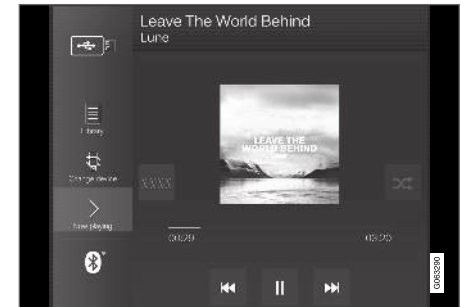 Leave The World Behind
Lune
Library
LEAVE THE
WORLD BEHIND
Change device
XXXX
Now playing
00:29
03:20
G063290